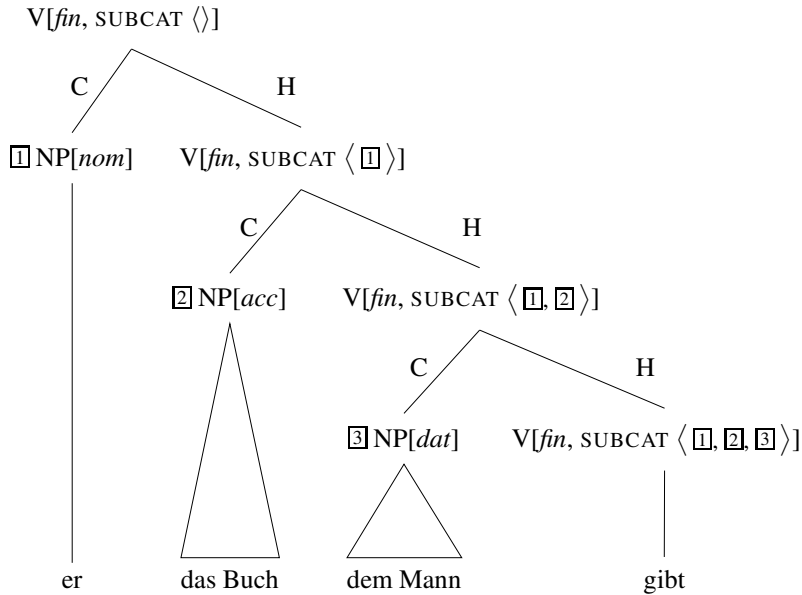 V[fin, SUBCAT ⟨⟩]
C H
1 NP[nom] V[fin, SUBCAT ⟨ 1 ⟩]
C H
2 NP[acc] V[fin, SUBCAT ⟨ 1, 2 ⟩]
C H
3 NP[dat] V[fin, SUBCAT ⟨ 1, 2, 3 ⟩]
er das Buch dem Mann gibt